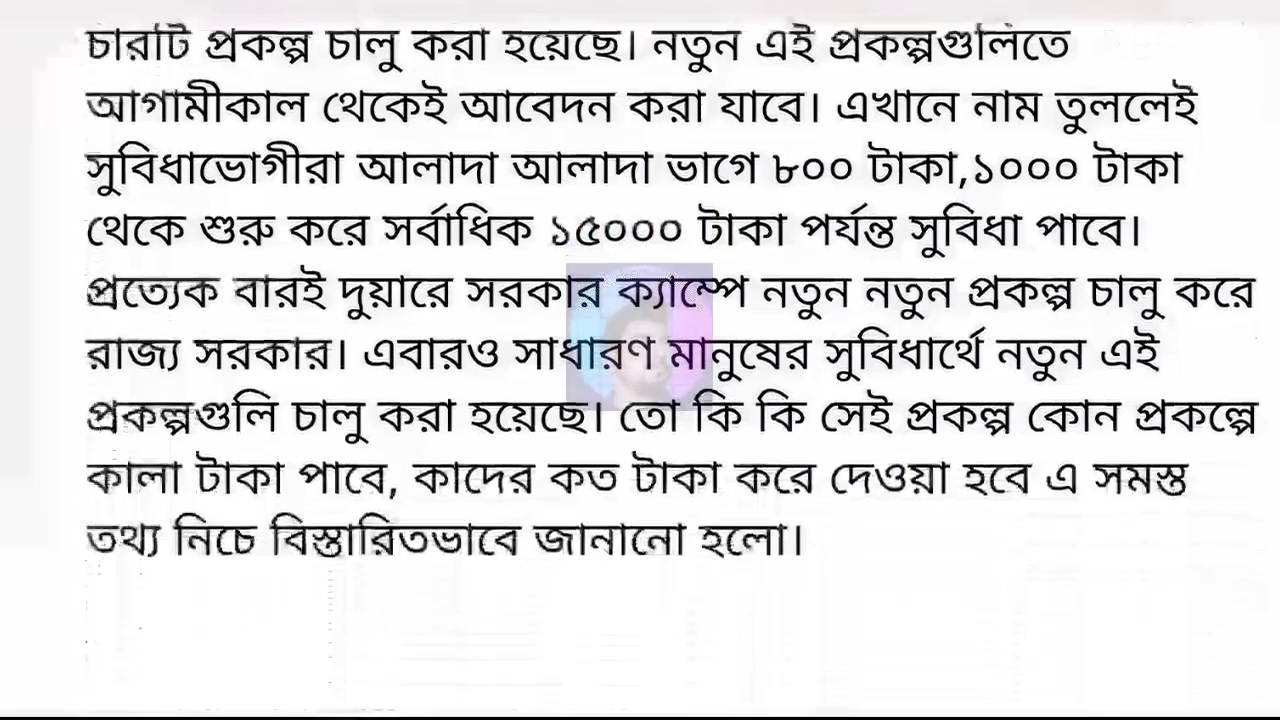 চারটি প্রকল্প চালু করা হয়েছে। নতুন এই প্রকল্পগুলিতে
আগামীকাল থেকেই আবেদন করা যাবে। এখানে নাম তুললেই
সুবিধাভোগীরা আলাদা আলাদা ভাগে ৮০০ টাকা,১০০০ টাকা
থেকে শুরু করে সর্বাধিক ১৫০০০ টাকা পর্যন্ত সুবিধা পাবে।
প্রত্যেক বারই দুয়ারে সরকার ক্যাম্পে নতুন নতুন প্রকল্প চালু করে
রাজ্য সরকার। এবারও সাধারণ মানুষের সুবিধার্থে নতুন এই
প্রকল্পগুলি চালু করা হয়েছে। তো কি কি সেই প্রকল্প কোন প্রকল্পে
কালা টাকা পাবে, কাদের কত টাকা করে দেওয়া হবে এ সমস্ত
তথ্য নিচে বিস্তারিতভাবে জানানো হলো।